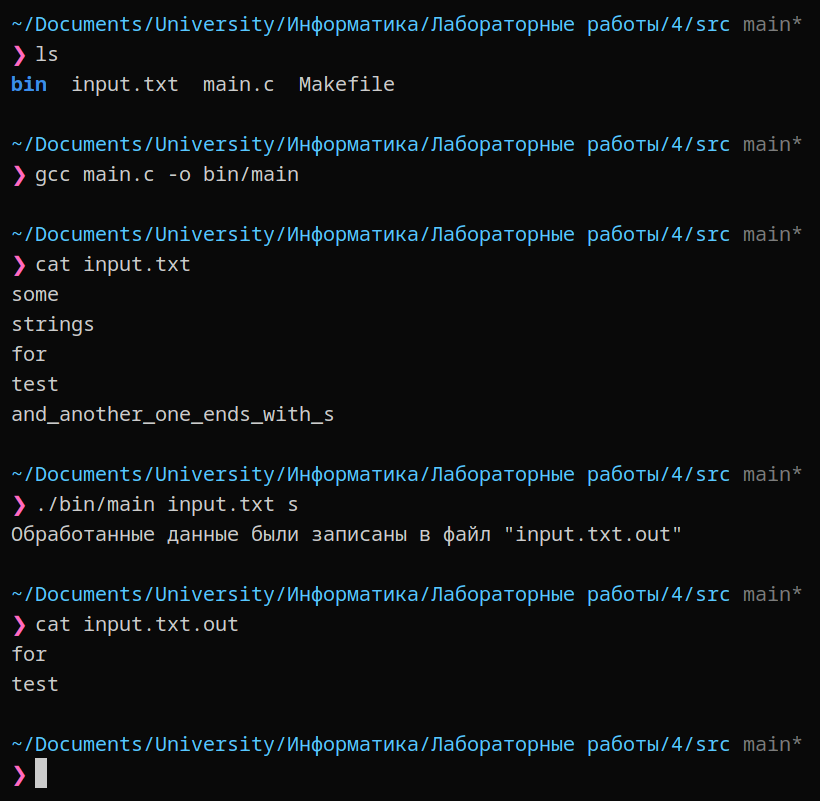 ~/Documents/University/Информатика/Лабораторные работы/4/src main*
❯ ls
bin  input.txt  main.c  Makefile
~/Documents/University/Информатика/Лабораторные работы/4/src main*
❯ gcc main.c -o bin/main
~/Documents/University/Информатика/Лабораторные работы/4/src main*
❯ cat input.txt
some
strings
for
test
and_another_one_ends_with_s
~/Documents/University/Информатика/Лабораторные работы/4/src main*
❯ ./bin/main input.txt s
Обработанные данные были записаны в файл "input.txt.out"
~/Documents/University/Информатика/Лабораторные работы/4/src main*
❯ cat input.txt.out
for
test
~/Documents/University/Информатика/Лабораторные работы/4/src main*
❯